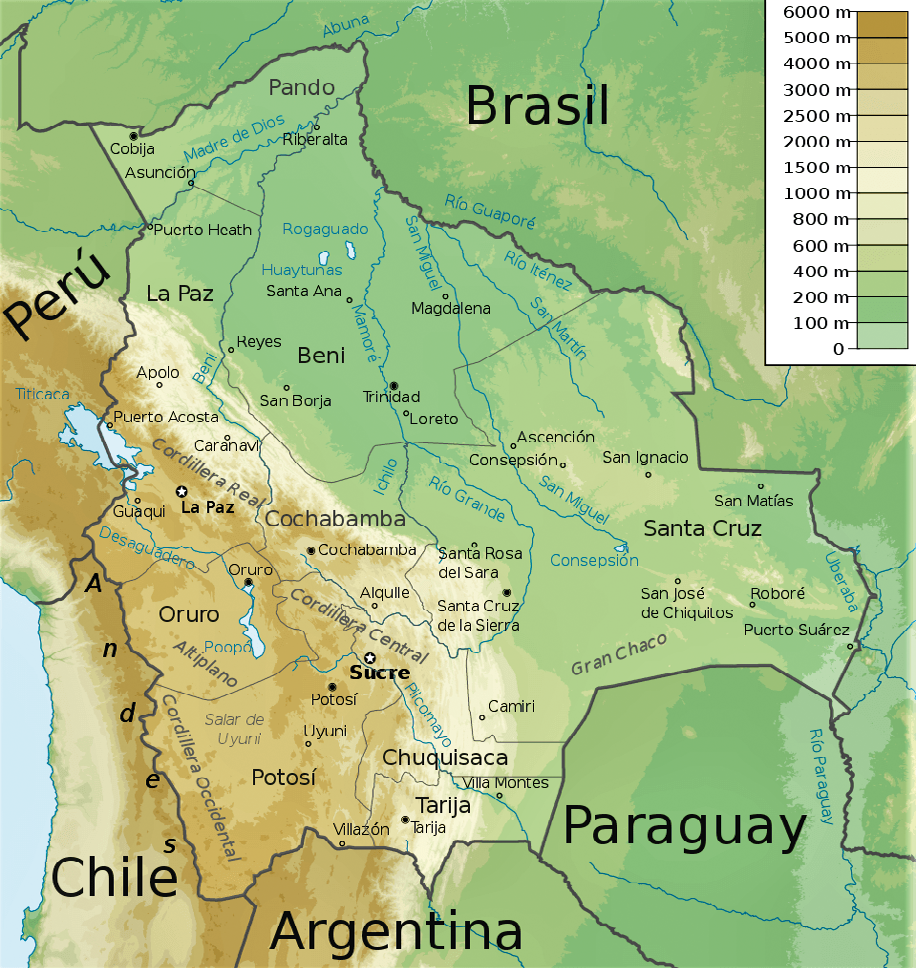 6000 m
5000 m
4000 m
3000 m
2500 m
2000 m
1500 m
1000 m
800 m
600 m
400 m
200 m
100 m
0
Abuna
Pando
Brasil
Madre de Dios
Riberalta
Cobija
Asunción
Río Guaporé
Puerto Heath
Rogaguado
San Miguel
Río Iténez
Perú
Huaytunas
La Paz
Santa Ana
Magdalena
San Martín
Mamoré
Reyes
Beni
Beni
Apolo
San Borja
Trinidad
Loreto
Titicaca
Puerto Acosta
Caranavi
Ascención
Consepsión
San Ignacio
Cordillera Real
Ichilo
Río Grande
San Miguel
San Matías
La Paz
Guaqui
Cochabamba
Santa Cruz
Desaguadero
Cochabamba
Santa Rosa
del Sara
Consepsión
Uberaba
Oruro
Andes
Alqulle
Santa Cruz
de la Sierra
San José
de Chiquitos
Roboré
Puerto Suárez
Oruro
Cordillera Central
Poopo
Altiplano
Gran Chaco
Sucre
Potosí
Pilcomayo
Camiri
Salar de
Uyuni
Uyuni
Cordillera Occidental
Río Paraguay
Chuquisaca
Potosí
Villa Montes
Tarija
Tarija
Villazón
Paraguay
Chile
Argentina